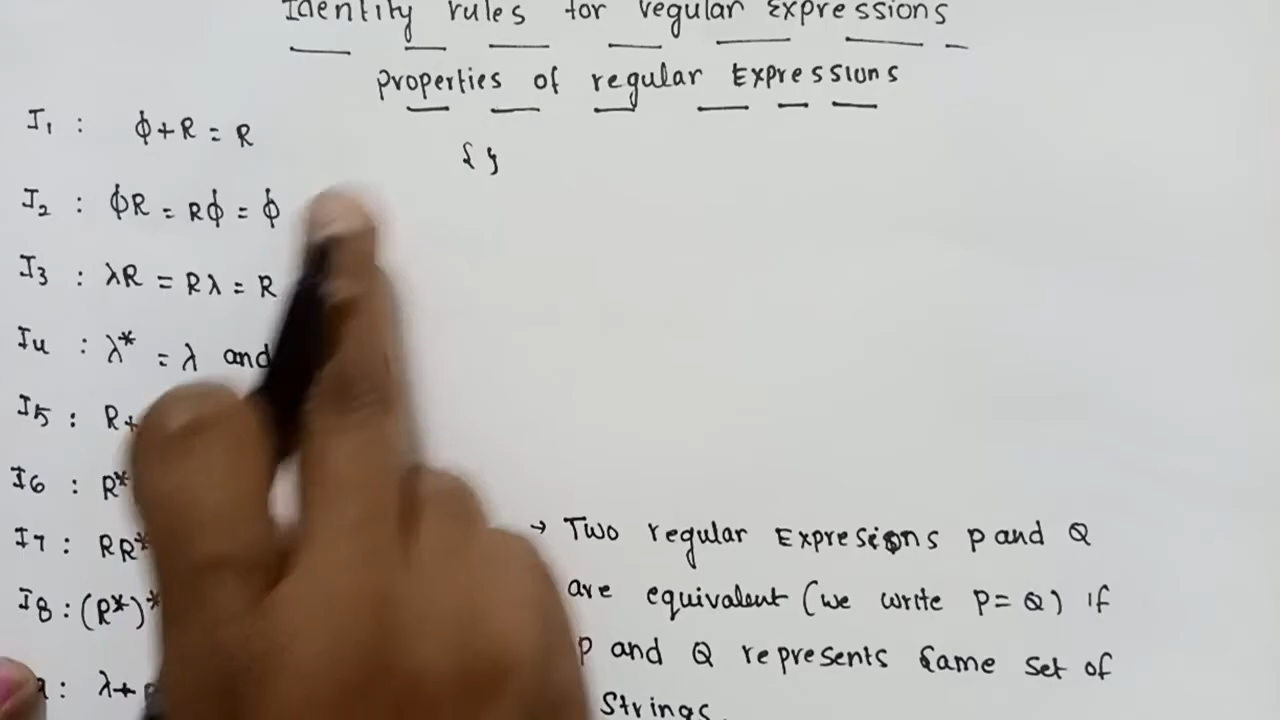 Identity rules for regular Expressions
Properties of regular Expressions
I1 : ϕ+R = R
{ }
I2 : ϕR = Rϕ = ϕ
I3 : λR = Rλ = R
I4 : λ* = λ and
I5 : R+
I6 : R*
I7 : RR*
I8 : (R*)*
: λ+
→ Two regular Expresions p and Q
are equivalent (we write p= Q) if
p and Q represents Same set of
Strings.